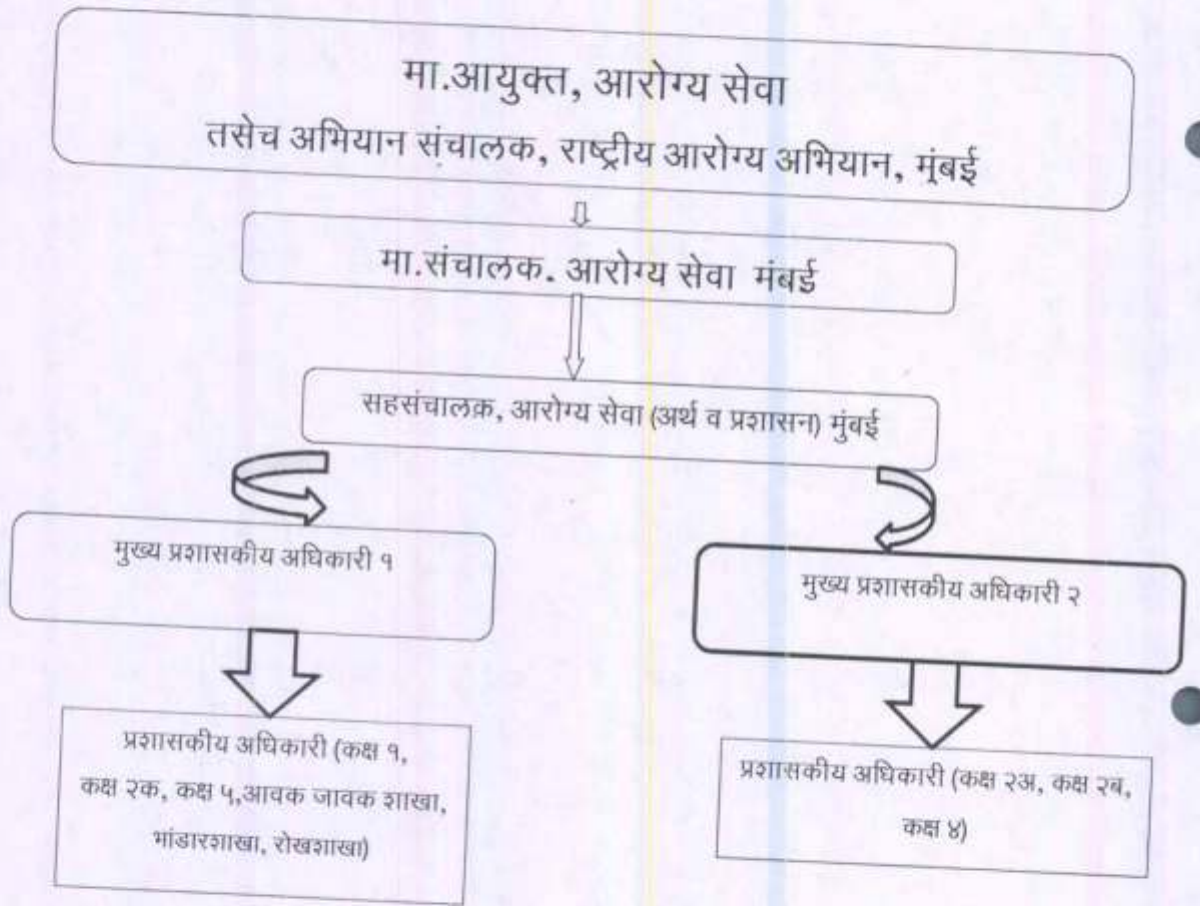 मा.आयुक्त, आरोग्य सेवा
तसेच अभियान संचालक, राष्ट्रीय आरोग्य अभियान, मुंबई
मा.संचालक. आरोग्य सेवा मंबई
सहसंचालक, आरोग्य सेवा (अर्थ व प्रशासन) मुंबई
मुख्य प्रशासकीय अधिकारी १
मुख्य प्रशासकीय अधिकारी २
प्रशासकीय अधिकारी (कक्ष १,
कक्ष २क, कक्ष ५,आवक जावक शाखा,
भांडारशाखा, रोखशाखा)
प्रशासकीय अधिकारी (कक्ष २अ, कक्ष २ब,
कक्ष ४)